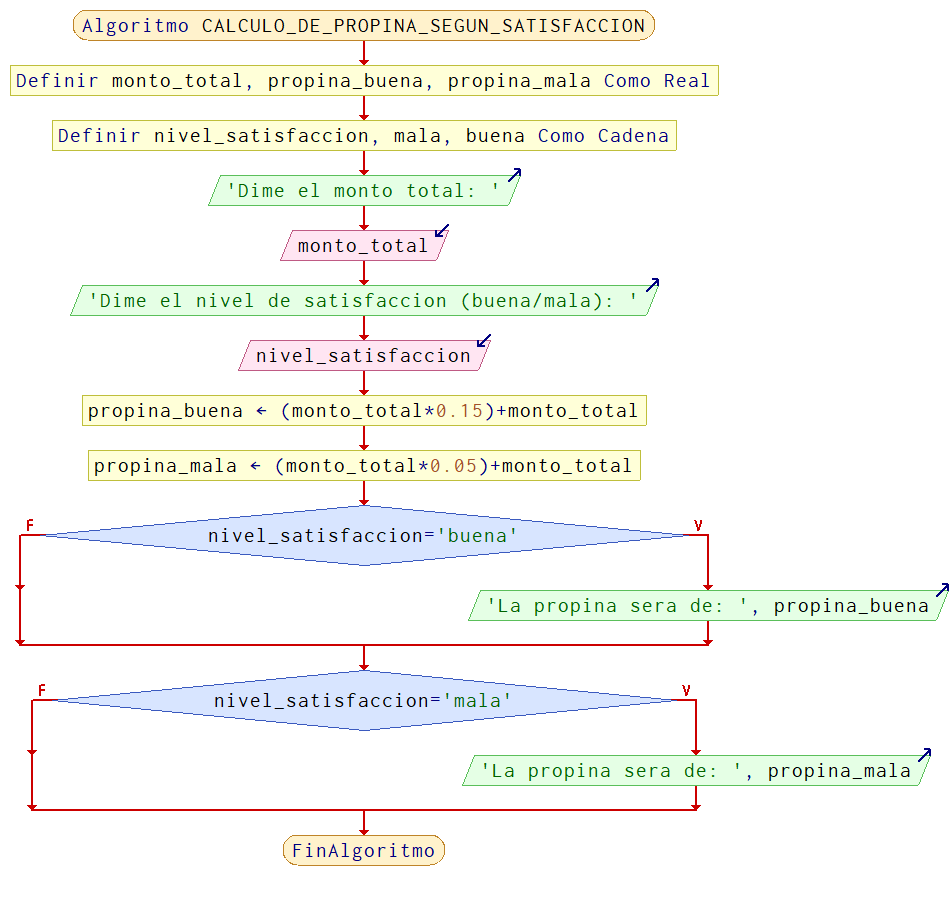 Algoritmo CALCULO_DE_PROPINA_SEGUN_SATISFACCION
Definir monto_total, propina_buena, propina_mala Como Real
Definir nivel_satisfaccion, mala, buena Como Cadena
'Dime el monto total: '
monto_total
'Dime el nivel de satisfaccion (buena/mala): '
nivel_satisfaccion
propina_buena ← (monto_total*0.15)+monto_total
propina_mala ← (monto_total*0.05)+monto_total
F
V
nivel_satisfaccion='buena'
'La propina sera de: ', propina_buena
F
V
nivel_satisfaccion='mala'
'La propina sera de: ', propina_mala
FinAlgoritmo